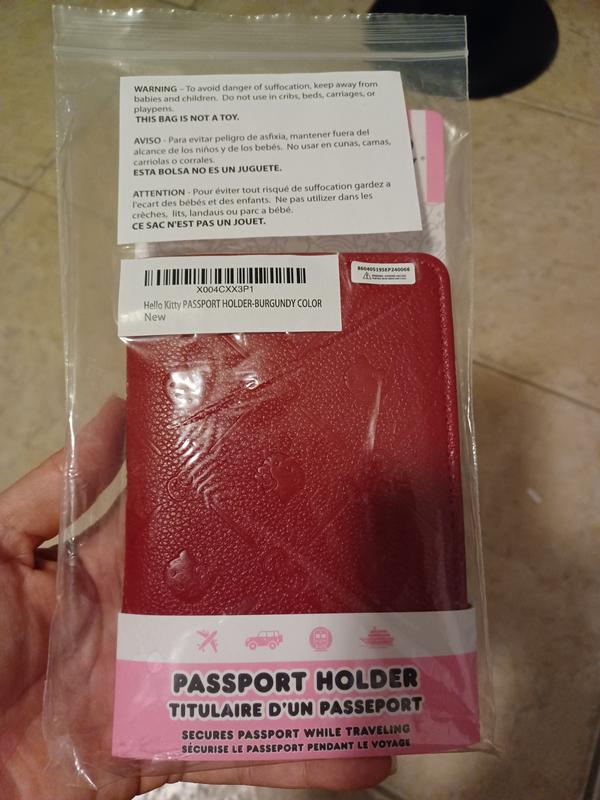 WARNING – To avoid danger of suffocation, keep away from
babies and children. Do not use in cribs, beds, carriages, or
playpens.
THIS BAG IS NOT A TOY.
AVISO - Para evitar peligro de asfixia, mantener fuera del
alcance de los niños y de los bebés. No usar en cunas, camas,
carriolas o corrales.
ESTA BOLSA NO ES UN JUGUETE.
ATTENTION - Pour éviter tout risqué de suffocation gardez a
l'ecart des bébés et des enfants. Ne pas utilizer dans les
crèches, lits, landaus ou parc a bébé.
CE SAC N'EST PAS UN JOUET.
X004CXX3P1
Hello Kitty PASSPORT HOLDER-BURGUNDY COLOR
New
86040519SEP240066
PASSPORT HOLDER
TITULAIRE D'UN PASSEPORT
SECURES PASSPORT WHILE TRAVELING
SÉCURISE LE PASSEPORT PENDANT LE VOYAGE